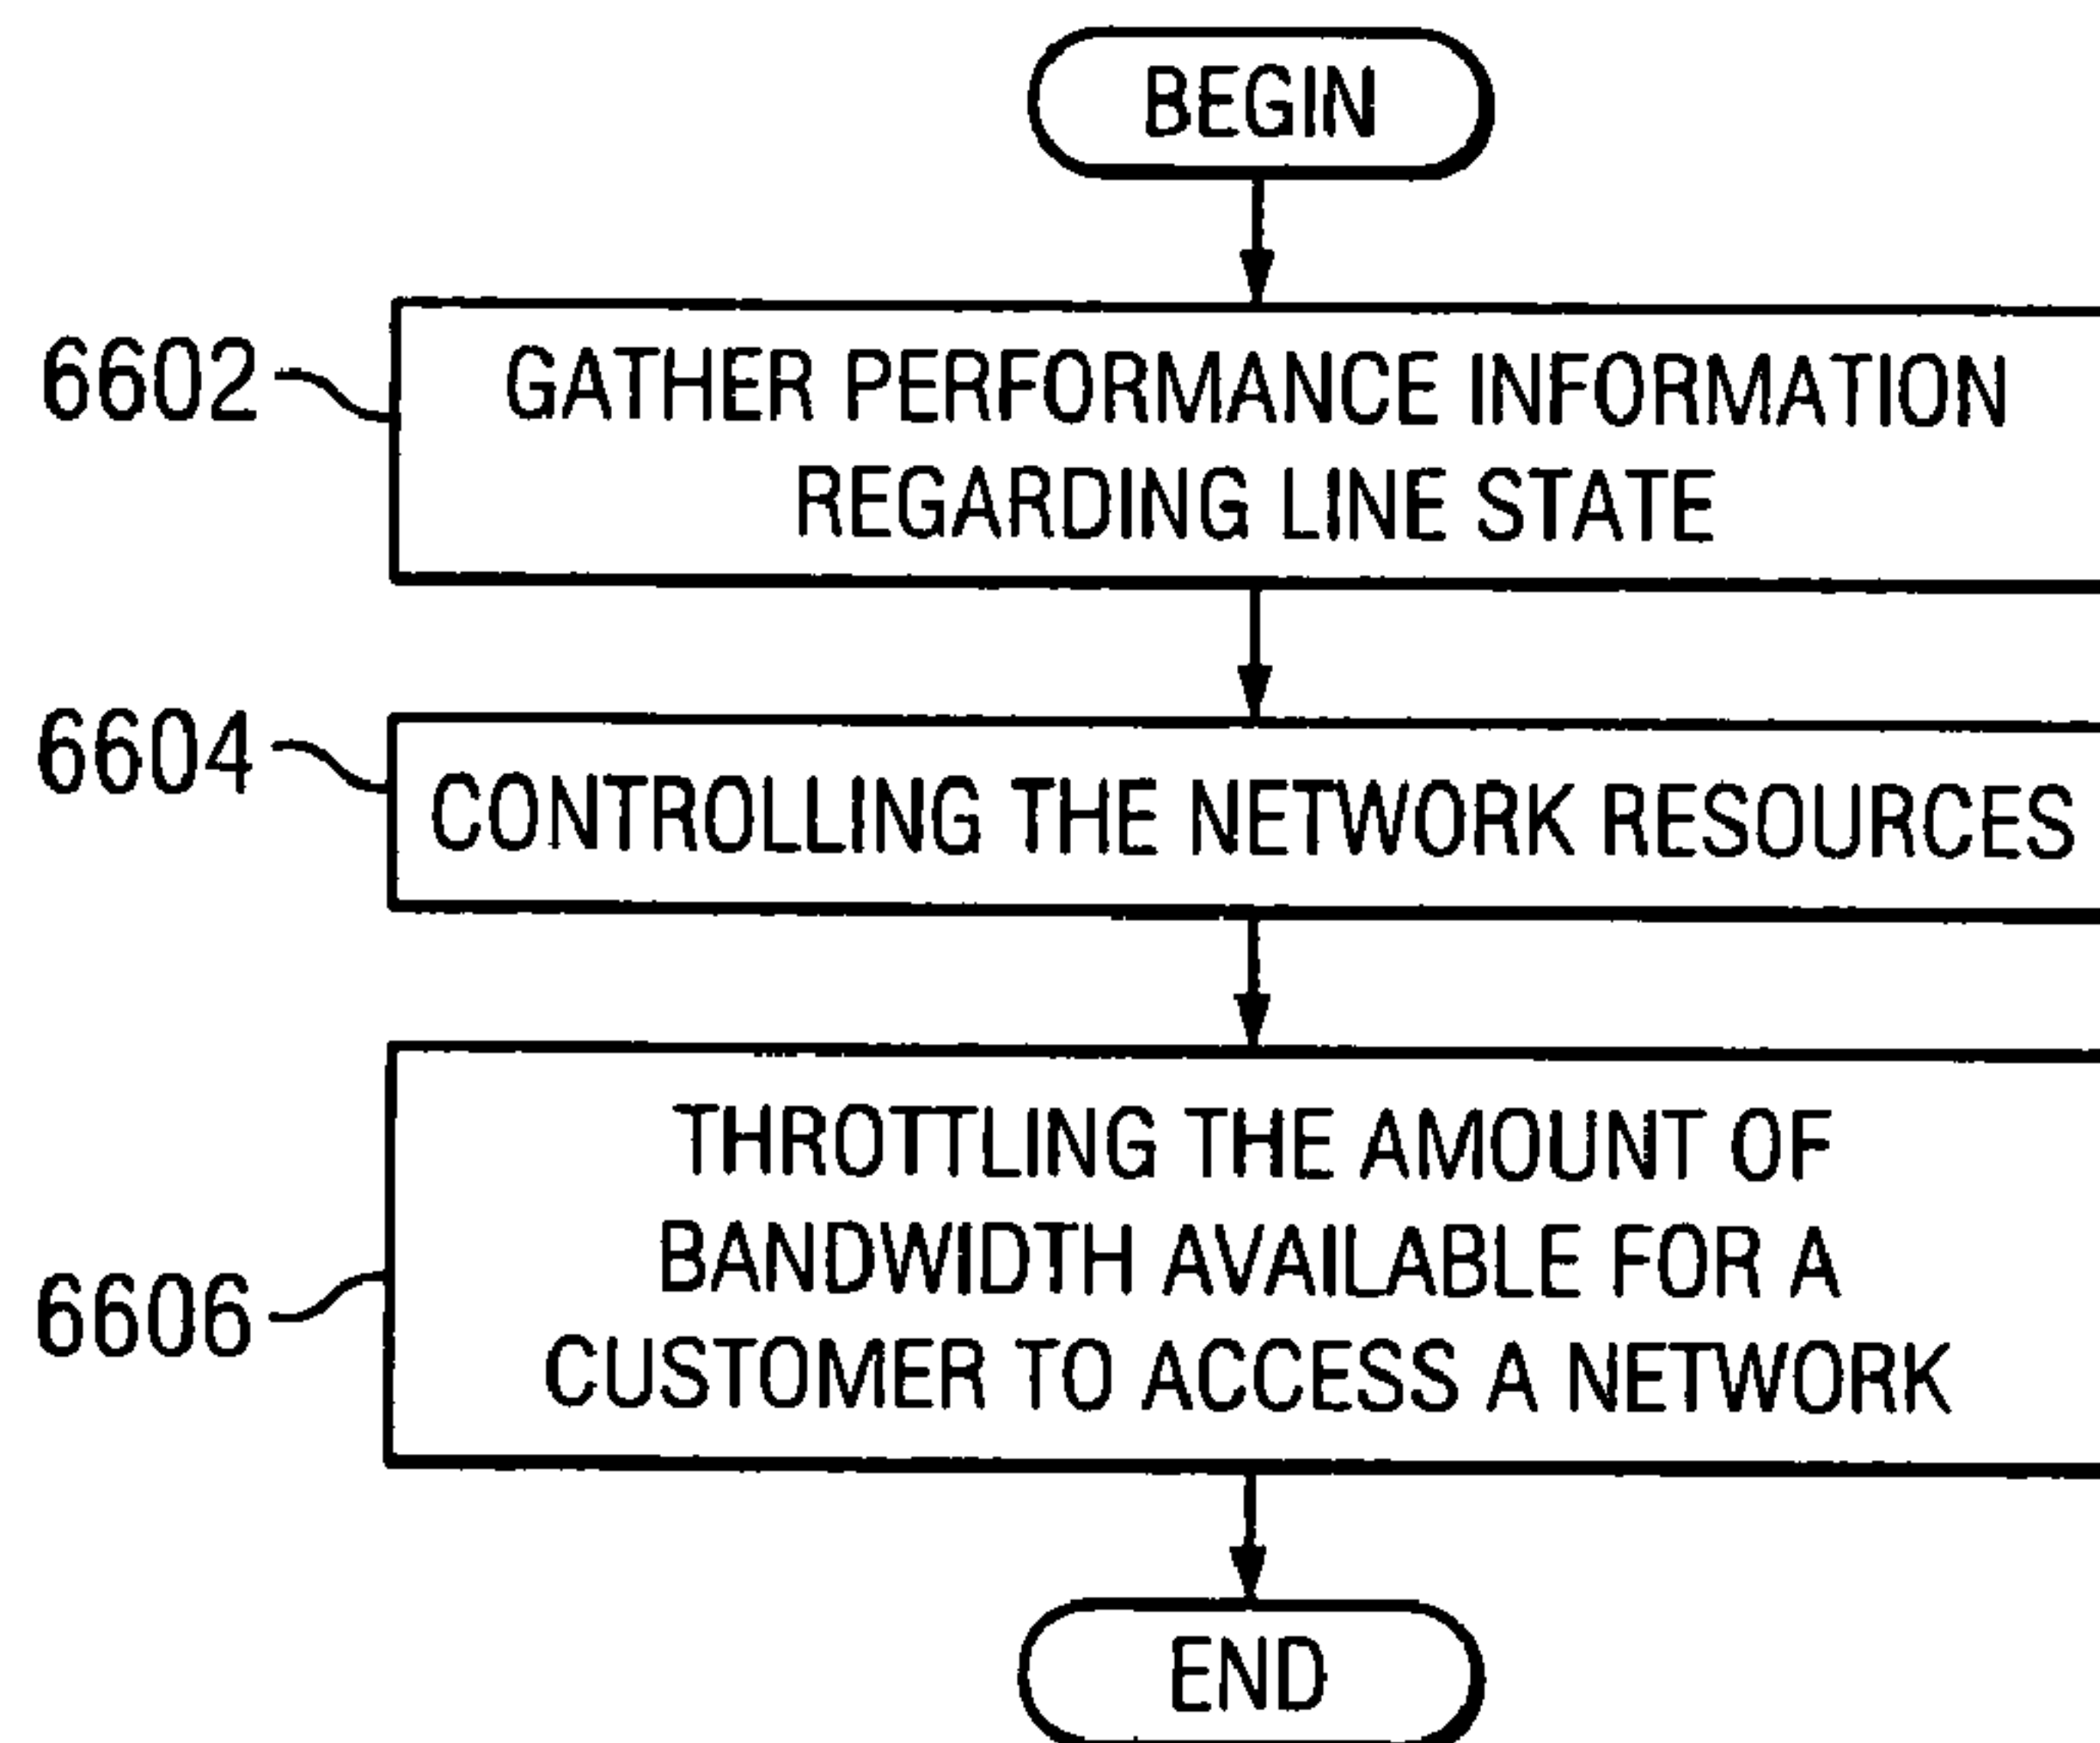 BEGIN
6602
GATHER PERFORMANCE INFORMATION
REGARDING LINE STATE
6604
CONTROLLING THE NETWORK RESOURCES
6606
THROTTLING THE AMOUNT OF
BANDWIDTH AVAILABLE FOR A
CUSTOMER TO ACCESS A NETWORK
END